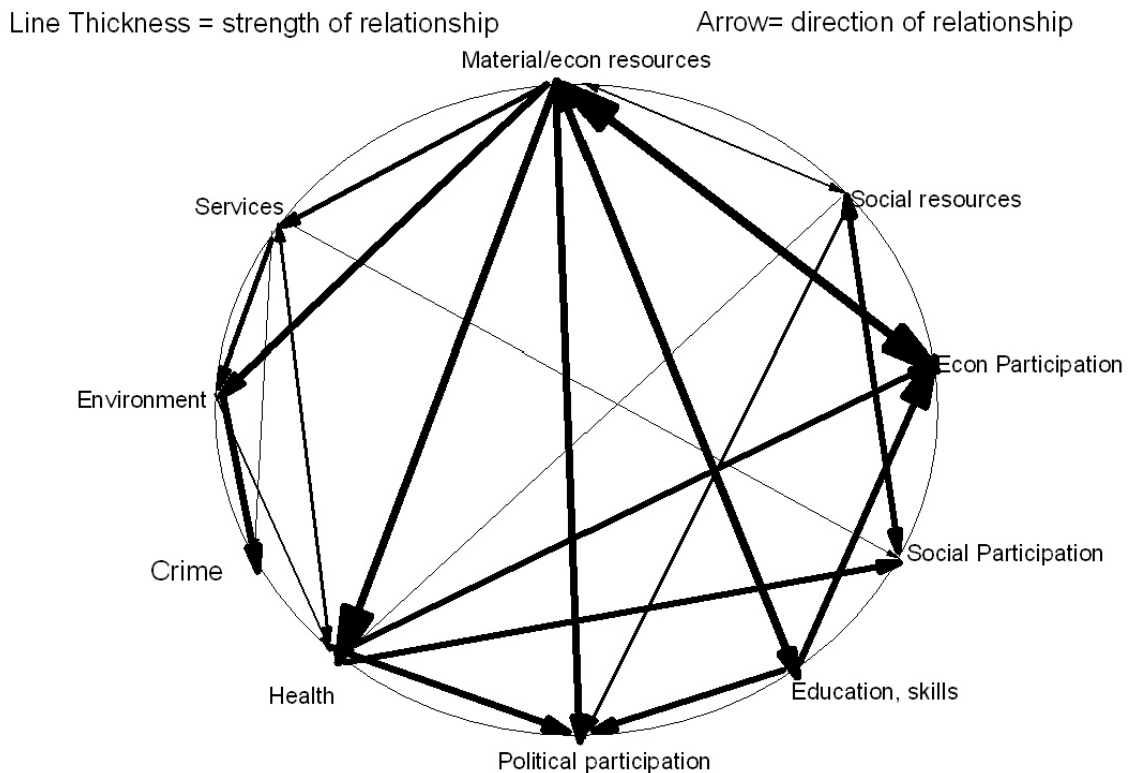 Line Thickness = strength of relationship
Arrow= direction of relationship
Material/econ resources
Services
Social resources
Econ Participation
Environment
Social Participation
Crime
Health
Education, skills
Political participation